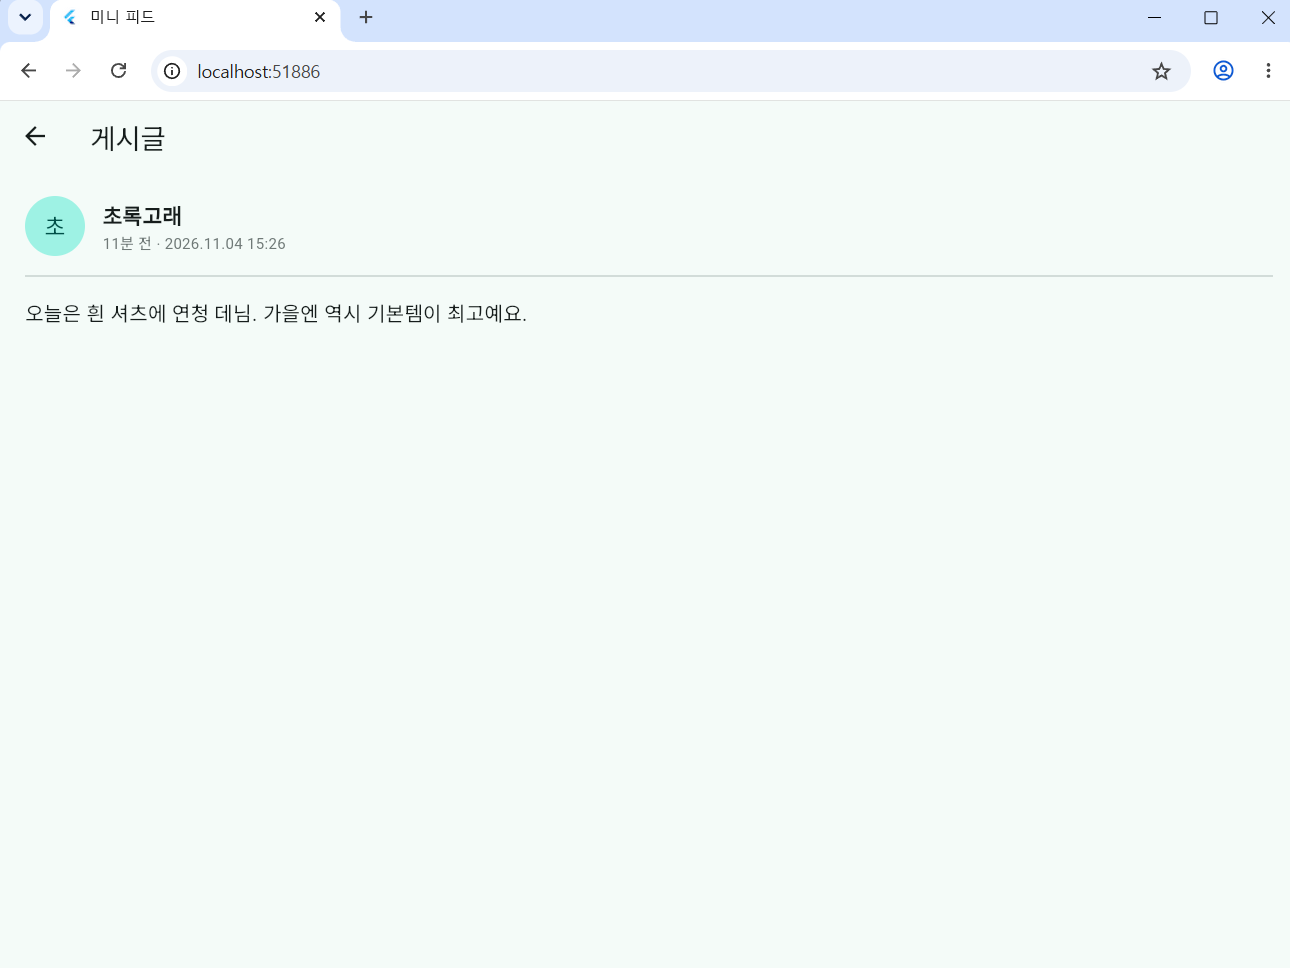 미니 피드
localhost:51886
게시글
초
초록고래
11분 전 · 2026.11.04 15:26
오늘은 흰 셔츠에 연청 데님. 가을엔 역시 기본템이 최고예요.